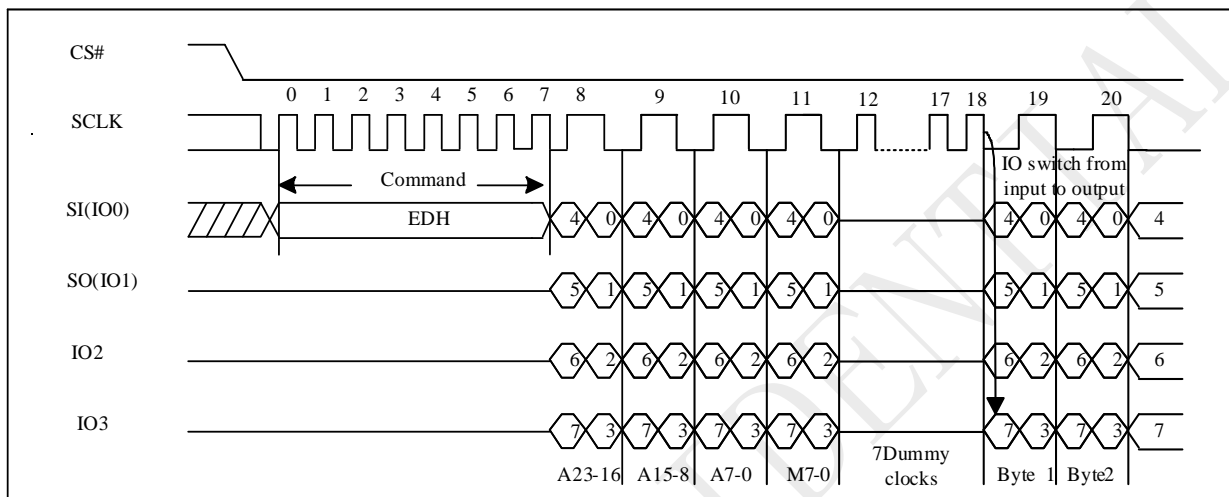 CS#
0 1 2 3 4 5 6 7 8 9 10 11 12 17 18 19 20
SCLK
IO switch from
input to output
Command
SI(IO0) EDH 4 0 4 0 4 0 4 0 4 0 4 0 4
SO(IO1) 5 1 5 1 5 1 5 1 5 1 5 1 5
IO2 6 2 6 2 6 2 6 2 6 2 6 2 6
IO3 7 3 7 3 7 3 7 3 7 3 7 3 7
A23-16 A15-8 A7-0 M7-0 7Dummy
clocks Byte 1 Byte2